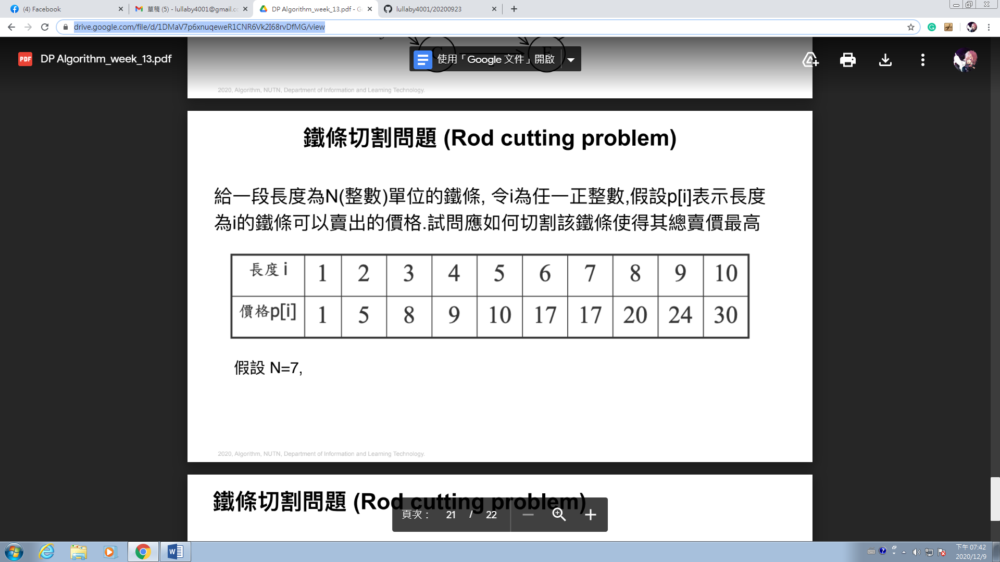 (4) Facebook
草稿 (5) - lullaby4001@gmail.co
DP Algorithm_week_13.pdf - G
lullaby4001/20200923
drive.google.com/file/d/1DMaV7p6xnuqeweR1CNR6Vk2I68rvDfMG/view
PDF
DP Algorithm_week_13.pdf
使用「Google 文件」開啟
2020, Algorithm, NUTN, Department of Information and Learning Technology.
鐵條切割問題 (Rod cutting problem)
給一段長度為N(整數)單位的鐵條, 令i為任一正整數,假設p[i]表示長度
為i的鐵條可以賣出的價格.試問應如何切割該鐵條使得其總賣價最高
長度 i 1 2 3 4 5 6 7 8 9 10
價格p[i] 1 5 8 9 10 17 17 20 24 30
假設 N=7,
2020, Algorithm, NUTN, Department of Information and Learning Technology.
鐵條切割問題 (Rod cutting problem)
頁次： 21 / 22
下午 07:42
2020/12/9